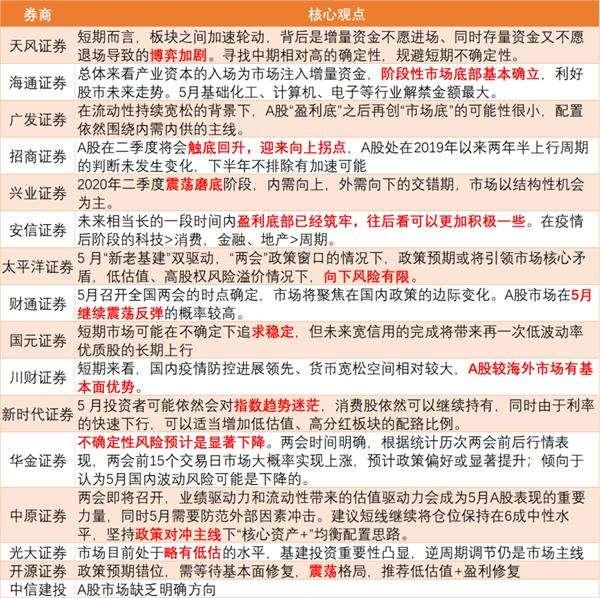 券商 核心观点
天风证券 短期而言，板块之间加速轮动，背后是增量资金不愿进场、同时存量资金又不愿
退场导致的博弈加剧。寻找中期相对高的确定性，规避短期不确定性。
海通证券 总体来看产业资本的入场为市场注入增量资金，阶段性市场底部基本确立，利好
股市未来走势。5月基础化工、计算机、电子等行业解禁金额最大。
广发证券 在流动性持续宽松的背景下，A股“盈利底”之后再创“市场底”的可能性很小，配置
依然围绕内需内供的主线。
招商证券 A股在二季度将会触底回升，迎来向上拐点，A股处在2019年以来两年半上行周期
的判断未发生变化，下半年不排除有加速可能
兴业证券 2020年二季度震荡磨底阶段，内需向上，外需向下的交错期，市场以结构性机会
为主。
安信证券 未来相当长的一段时间内盈利底部已经筑牢，往后看可以更加积极一些。在疫情
后阶段的科技>消费，金融、地产>周期。
太平洋证券 5 月“新老基建”双驱动，“两会”政策窗口的情况下，政策预期或将引领市场核心矛
盾，低估值、高股权风险溢价情况下，向下风险有限。
财通证券 5月召开全国两会的时点确定，市场将聚焦在国内政策的边际变化。A股市场在5月
继续震荡反弹的概率较高。
国元证券 短期市场可能在不确定下追求稳定，但未来宽信用的完成将带来再一次低波动率
优质股的长期上行
川财证券 短期来看，国内疫情防控进展领先、货币宽松空间相对较大，A股较海外市场有基
本面优势。
新时代证券 5 月投资者可能依然会对指数趋势迷茫，消费股依然可以继续持有，同时由于利率
的快速下行，可以适当增加低估值、高分红板块的配臵比例。
华金证券 不确定性风险预计是显著下降。两会时间明确，根据统计历次两会前后行情表
现，两会前15个交易日市场大概率实现上涨，预计政策偏好或显著提升；倾向于
认为5月国内波动风险可能是下降的。
中原证券 两会即将召开，业绩驱动力和流动性带来的估值驱动力会成为5月A股表现的重要
力量，同时5月需要防范外部因素冲击。建议短线继续将仓位保持在6成中性水
平，坚持政策对冲主线下“核心资产+”均衡配置思路。
光大证券 市场目前处于略有低估的水平，基建投资重要性凸显，逆周期调节仍是市场主线
开源证券 政策预期错位，需等待基本面修复，震荡格局，推荐低估值+盈利修复
中信建投 A股市场缺乏明确方向